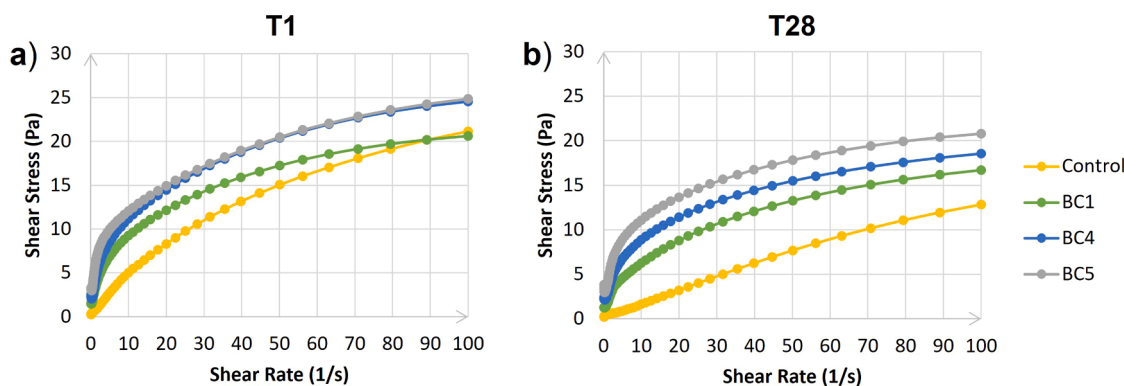 T1
a)
30
25
20
15
10
5
0
Shear Stress (Pa)
0 10 20 30 40 50 60 70 80 90 100
Shear Rate (1/s)
T28
b)
30
25
20
15
10
5
0
Shear Stress (Pa)
0 10 20 30 40 50 60 70 80 90 100
Shear Rate (1/s)
Control
BC1
BC4
BC5